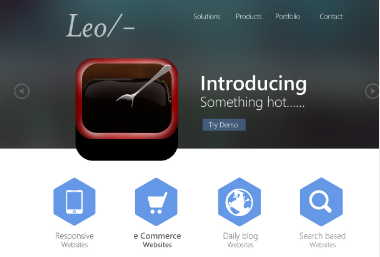 Leo/-
Solutions Products Portfolio Contact
Introducing
Something hot......
Try Demo
Responsive
Websites
e Commerce
Websites
Daily blog
Websites
Search based
Websites